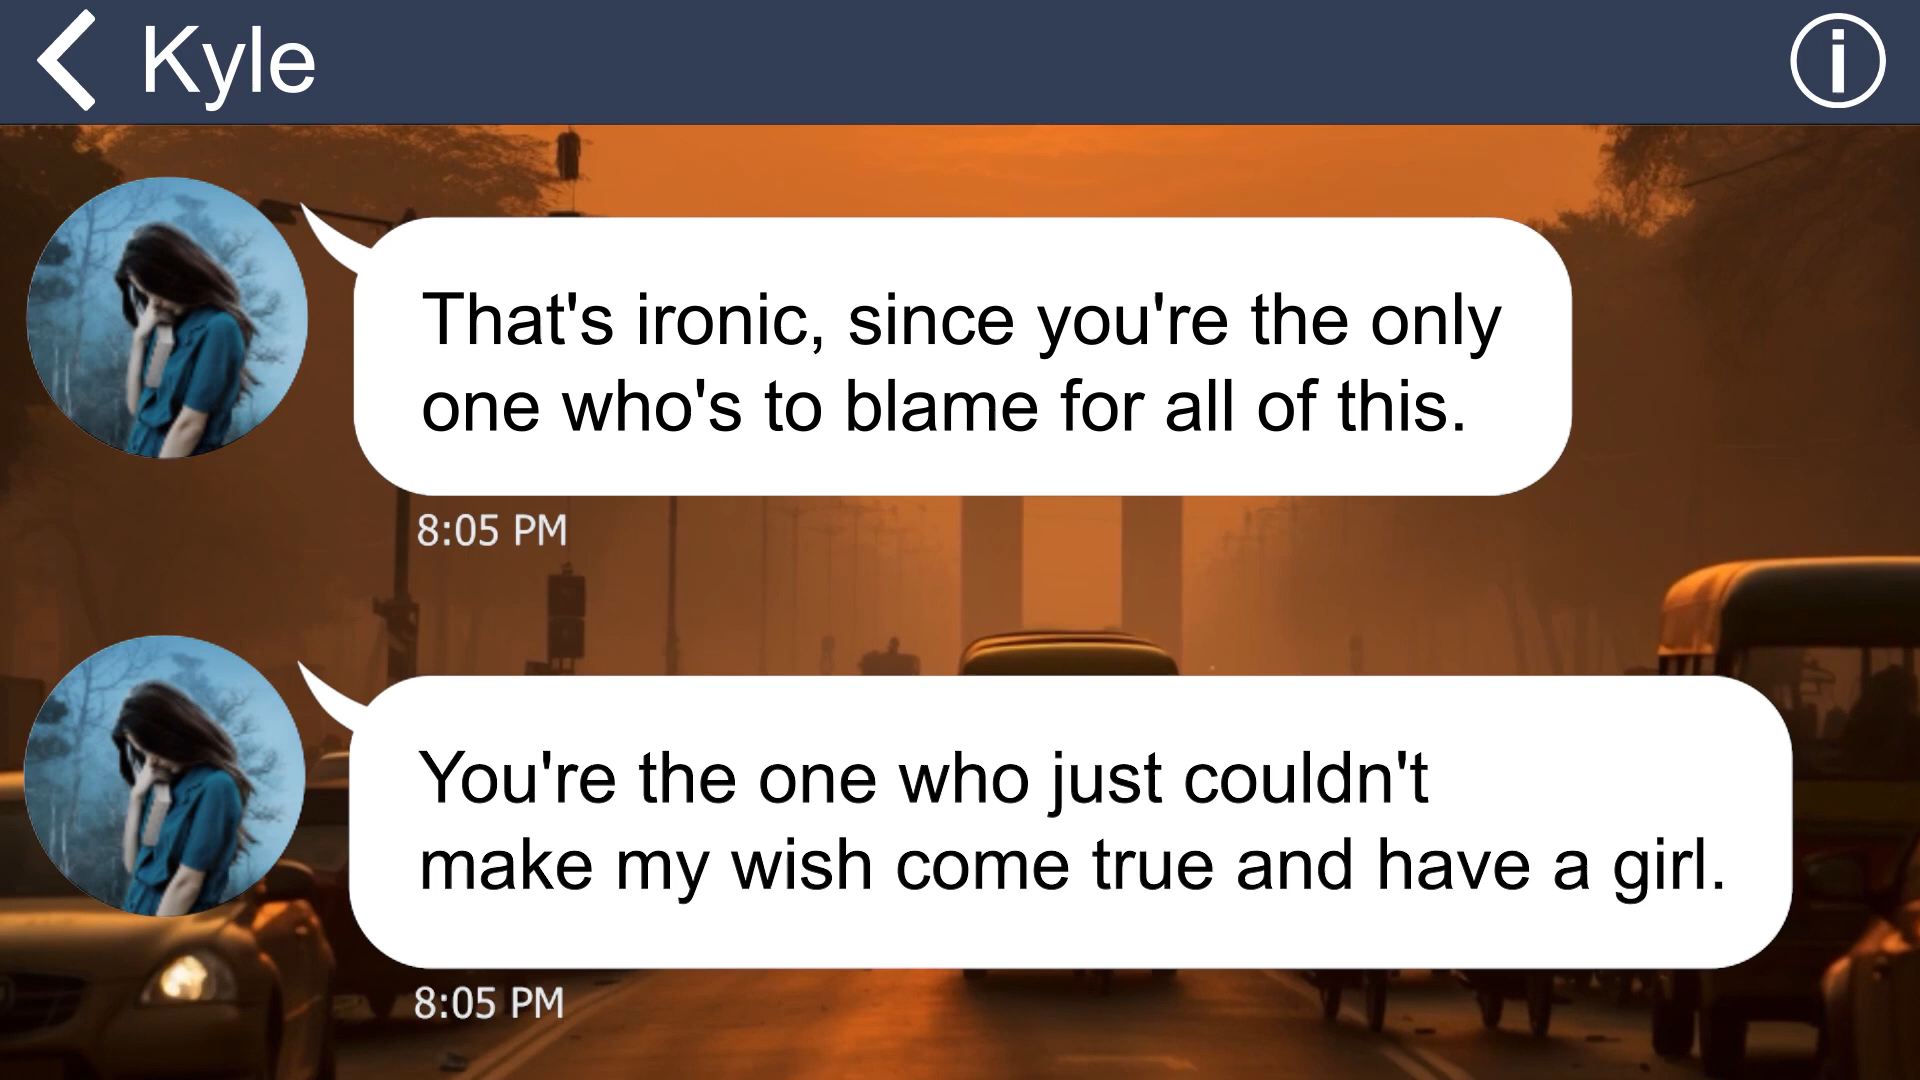 Kyle
That's ironic, since you're the only
one who's to blame for all of this.
8:05 PM
You're the one who just couldn't
make my wish come true and have a girl.
8:05 PM